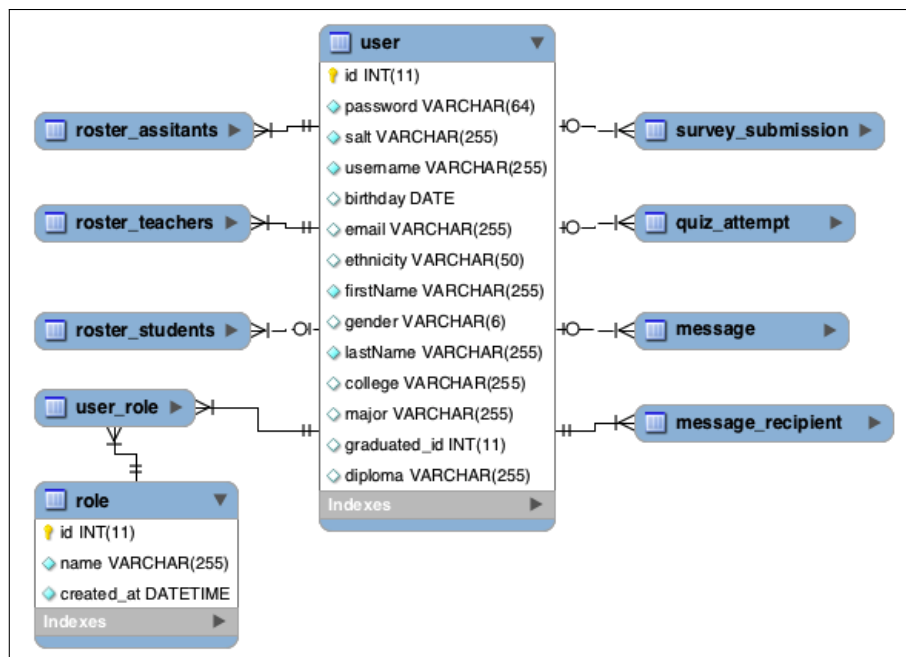 user
id INT(11)
password VARCHAR(64)
salt VARCHAR(255)
username VARCHAR(255)
birthday DATE
email VARCHAR(255)
ethnicity VARCHAR(50)
firstName VARCHAR(255)
gender VARCHAR(6)
lastName VARCHAR(255)
college VARCHAR(255)
major VARCHAR(255)
graduated_id INT(11)
diploma VARCHAR(255)
Indexes
roster_assitants
roster_teachers
roster_students
user_role
role
id INT(11)
name VARCHAR(255)
created_at DATETIME
Indexes
survey_submission
quiz_attempt
message
message_recipient